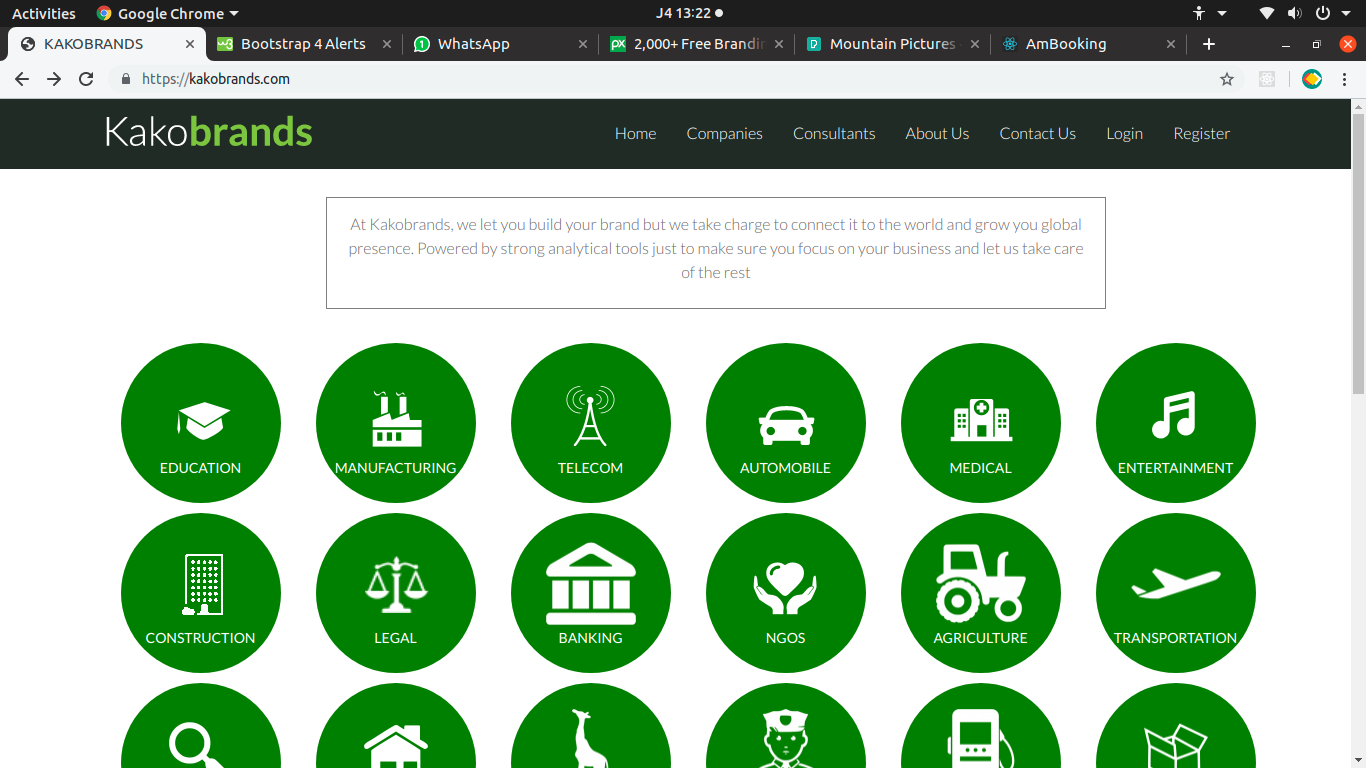 Activities Google Chrome J4 13:22
KAKOBRANDS Bootstrap 4 Alerts WhatsApp 2,000+ Free Brandin Mountain Pictures AmBooking
https://kakobrands.com
Kakobrands Home Companies Consultants About Us Contact Us Login Register
At Kakobrands, we let you build your brand but we take charge to connect it to the world and grow you global
presence. Powered by strong analytical tools just to make sure you focus on your business and let us take care
of the rest
EDUCATION MANUFACTURING TELECOM AUTOMOBILE MEDICAL ENTERTAINMENT
CONSTRUCTION LEGAL BANKING NGOS AGRICULTURE TRANSPORTATION